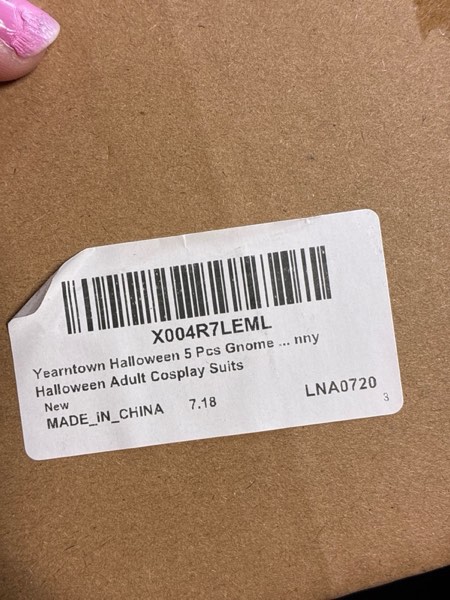 X004R7LEML
Yearntown Halloween 5 Pcs Gnome ... nny
Halloween Adult Cosplay Suits
New
MADE_iN_CHINA 7.18 LNA0720
3